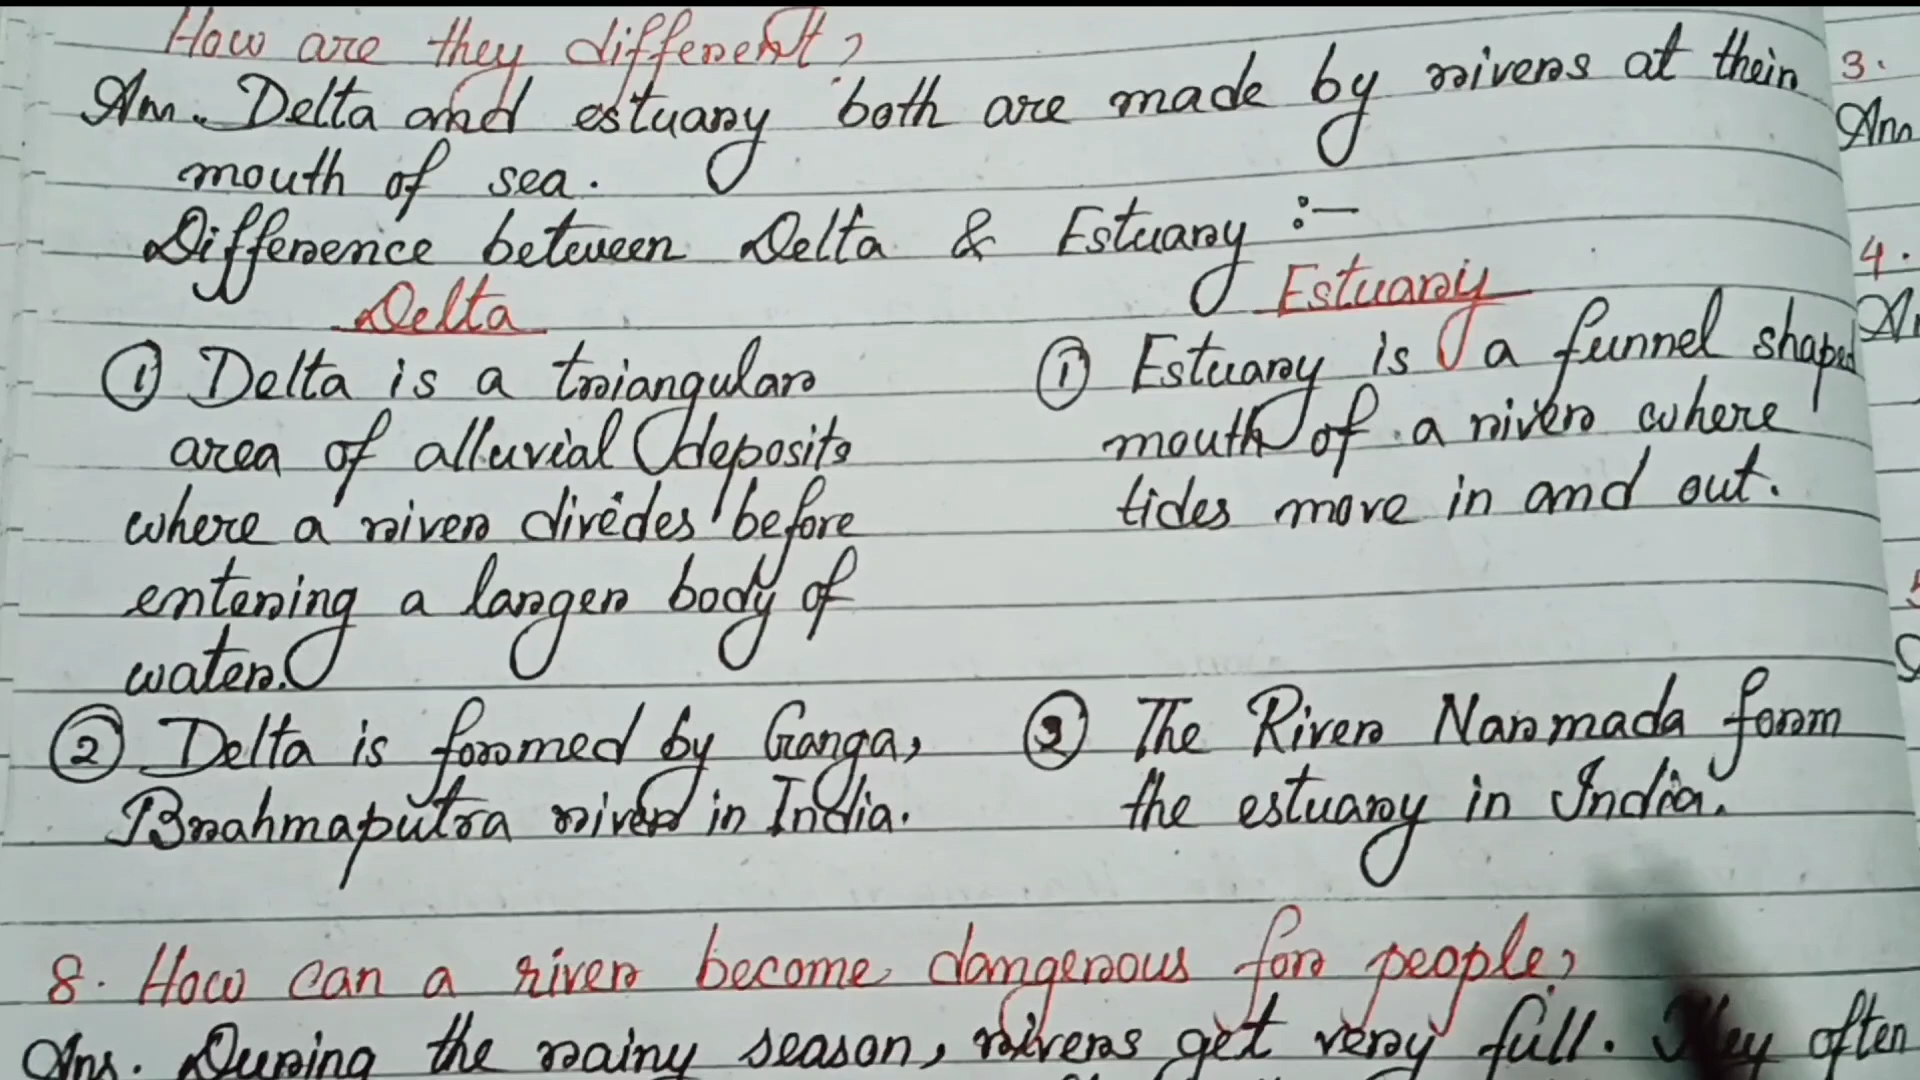 How are they different?
Ans. Delta and estuary both are made by rivers at their
mouth of sea.
Difference between Delta & Estuary :-
Delta
Estuary
① Delta is a triangular
area of alluvial deposits
where a river divides before
entering a larger body of
water.
① Estuary is a funnel shaped
mouth of a river where
tides move in and out.
② Delta is formed by Ganga,
Brahmaputra river in India.
② The River Narmada form
the estuary in India.
8. How can a river become dangerous for people?
Ans. During the rainy season, rivers get very full. They often
3.
Ans
4.